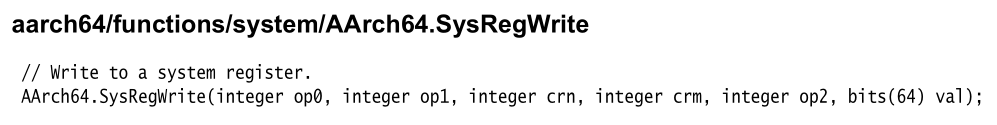 aarch64/functions/system/AArch64.SysRegWrite
// Write to a system register.
AArch64.SysRegWrite(integer op0, integer op1, integer crn, integer crm, integer op2, bits(64) val);